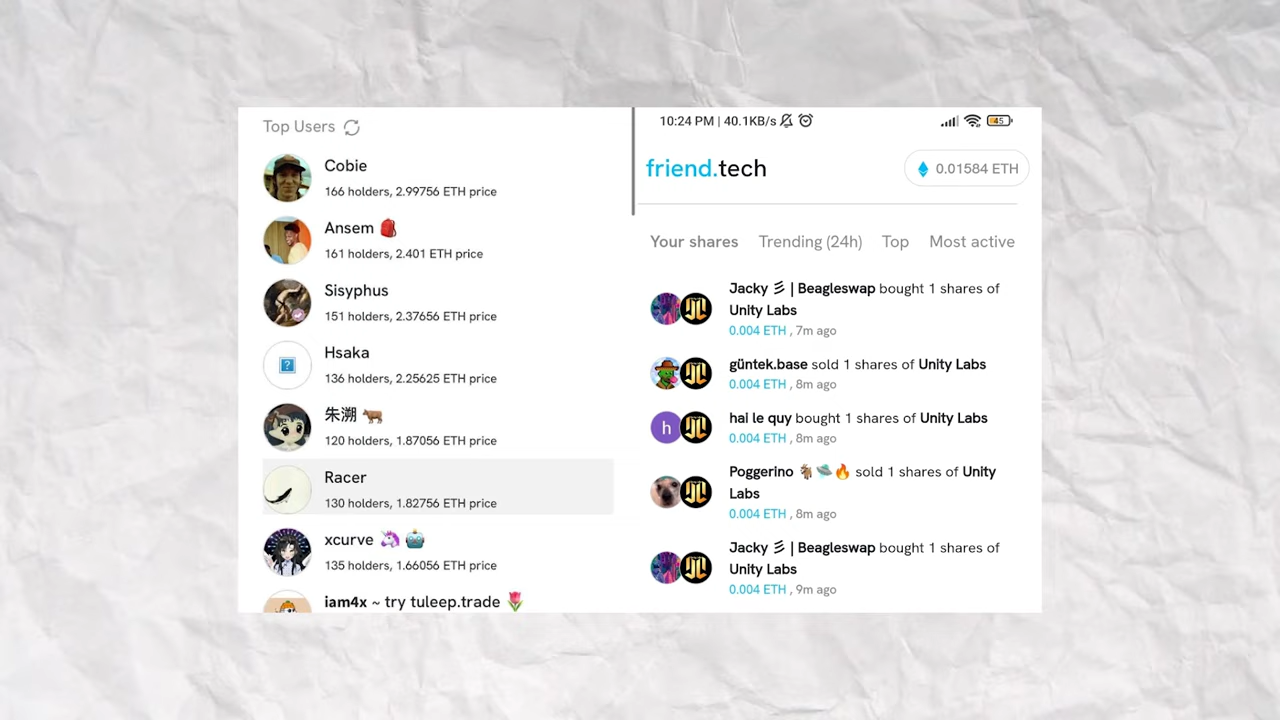 Top Users
Cobie
166 holders, 2.99756 ETH price
Ansem 🎒
161 holders, 2.401 ETH price
Sisyphus
151 holders, 2.37656 ETH price
Hsaka
136 holders, 2.25625 ETH price
朱溯 🐂
120 holders, 1.87056 ETH price
Racer
130 holders, 1.82756 ETH price
xcurve 🦄 🤖
135 holders, 1.66056 ETH price
iam4x ~ try tuleep.trade 🌷
10:24 PM | 40.1KB/s
45
friend.tech
0.01584 ETH
Your shares Trending (24h) Top Most active
Jacky 彡 | Beagleswap bought 1 shares of
Unity Labs
0.004 ETH , 7m ago
güntek.base sold 1 shares of Unity Labs
0.004 ETH , 8m ago
h
hai le quy bought 1 shares of Unity Labs
0.004 ETH , 8m ago
Poggerino 🐐🛸🔥 sold 1 shares of Unity
Labs
0.004 ETH , 8m ago
Jacky 彡 | Beagleswap bought 1 shares of
Unity Labs
0.004 ETH , 9m ago